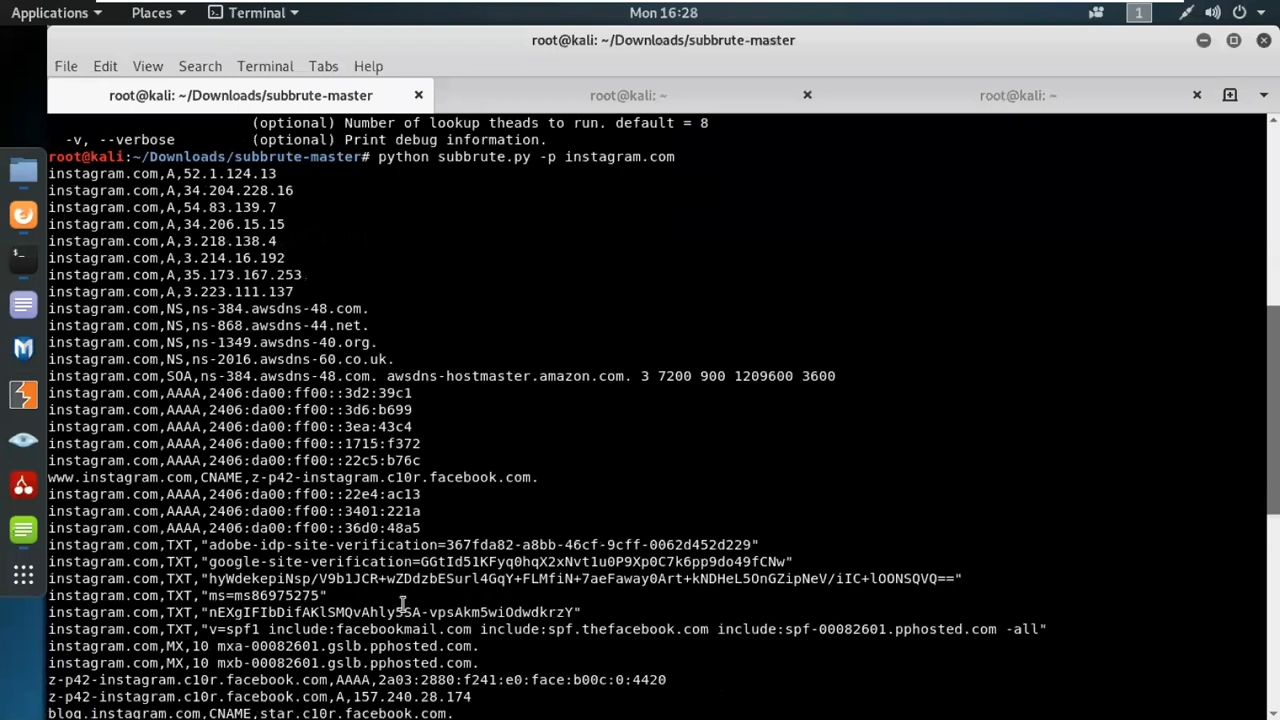 Applications Places Terminal Mon 16:28 1
root@kali: ~/Downloads/subbrute-master
File Edit View Search Terminal Tabs Help
root@kali: ~/Downloads/subbrute-master root@kali: ~ root@kali: ~
(optional) Number of lookup theads to run. default = 8
-v, --verbose (optional) Print debug information.
root@kali:~/Downloads/subbrute-master# python subbrute.py -p instagram.com
instagram.com,A,52.1.124.13
instagram.com,A,34.204.228.16
instagram.com,A,54.83.139.7
instagram.com,A,34.206.15.15
instagram.com,A,3.218.138.4
instagram.com,A,3.214.16.192
instagram.com,A,35.173.167.253
instagram.com,A,3.223.111.137
instagram.com,NS,ns-384.awsdns-48.com.
instagram.com,NS,ns-868.awsdns-44.net.
instagram.com,NS,ns-1349.awsdns-40.org.
instagram.com,NS,ns-2016.awsdns-60.co.uk.
instagram.com,SOA,ns-384.awsdns-48.com. awsdns-hostmaster.amazon.com. 3 7200 900 1209600 3600
instagram.com,AAAA,2406:da00:ff00::3d2:39c1
instagram.com,AAAA,2406:da00:ff00::3d6:b699
instagram.com,AAAA,2406:da00:ff00::3ea:43c4
instagram.com,AAAA,2406:da00:ff00::1715:f372
instagram.com,AAAA,2406:da00:ff00::22c5:b76c
www.instagram.com,CNAME,z-p42-instagram.c10r.facebook.com.
instagram.com,AAAA,2406:da00:ff00::22e4:ac13
instagram.com,AAAA,2406:da00:ff00::3401:221a
instagram.com,AAAA,2406:da00:ff00::36d0:48a5
instagram.com,TXT,"adobe-idp-site-verification=367fda82-a8bb-46cf-9cff-0062d452d229"
instagram.com,TXT,"google-site-verification=GGtId51KFyq0hqX2xNvt1u0P9Xp0C7k6pp9do49fCNw"
instagram.com,TXT,"hyWdekepiNsp/V9b1JCR+wZDdzbESurl4GqY+FLMfiN+7aeFaway0Art+kNDHeL5OnGZipNeV/iIC+lOONSQVQ=="
instagram.com,TXT,"ms=ms86975275"
instagram.com,TXT,"nEXgIFIbDifAKlSMQvAhly5SA-vpsAkm5wiOdwdkrzY"
instagram.com,TXT,"v=spf1 include:facebookmail.com include:spf.thefacebook.com include:spf-00082601.pphosted.com -all"
instagram.com,MX,10 mxa-00082601.gslb.pphosted.com.
instagram.com,MX,10 mxb-00082601.gslb.pphosted.com.
z-p42-instagram.c10r.facebook.com,AAAA,2a03:2880:f241:e0:face:b00c:0:4420
z-p42-instagram.c10r.facebook.com,A,157.240.28.174
blog.instagram.com,CNAME,star.c10r.facebook.com.